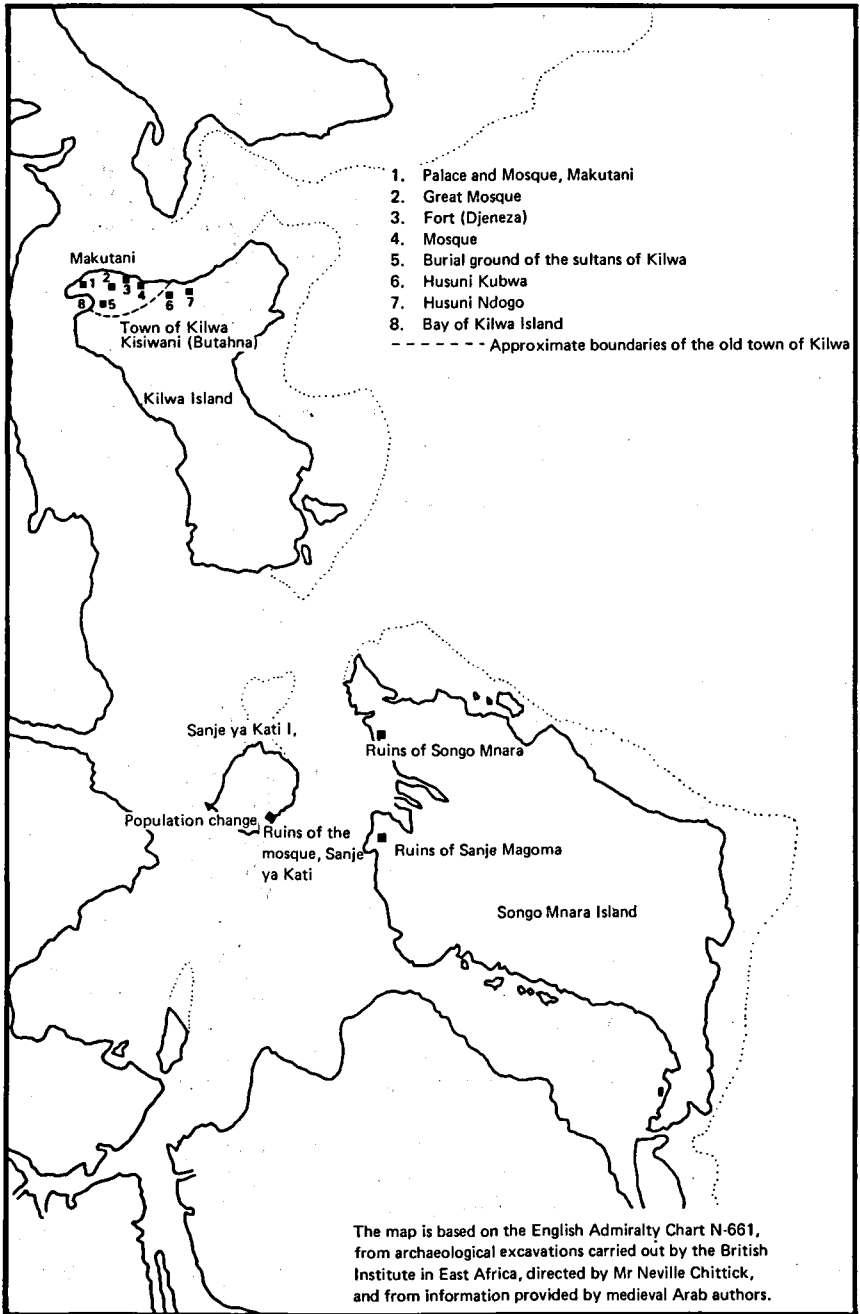 1. Palace and Mosque, Makutani
2. Great Mosque
3. Fort (Djeneza)
4. Mosque
5. Burial ground of the sultans of Kilwa
6. Husuni Kubwa
7. Husuni Ndogo
8. Bay of Kilwa Island
- - - - - - - Approximate boundaries of the old town of Kilwa
Makutani
1
2
3
4
5
6
7
8
Town of Kilwa
Kisiwani (Butahna)
Kilwa Island
Sanje ya Kati I,
Ruins of Songo Mnara
Population change
Ruins of the
mosque, Sanje
ya Kati
Ruins of Sanje Magoma
Songo Mnara Island
The map is based on the English Admiralty Chart N-661,
from archaeological excavations carried out by the British
Institute in East Africa, directed by Mr Neville Chittick,
and from information provided by medieval Arab authors.